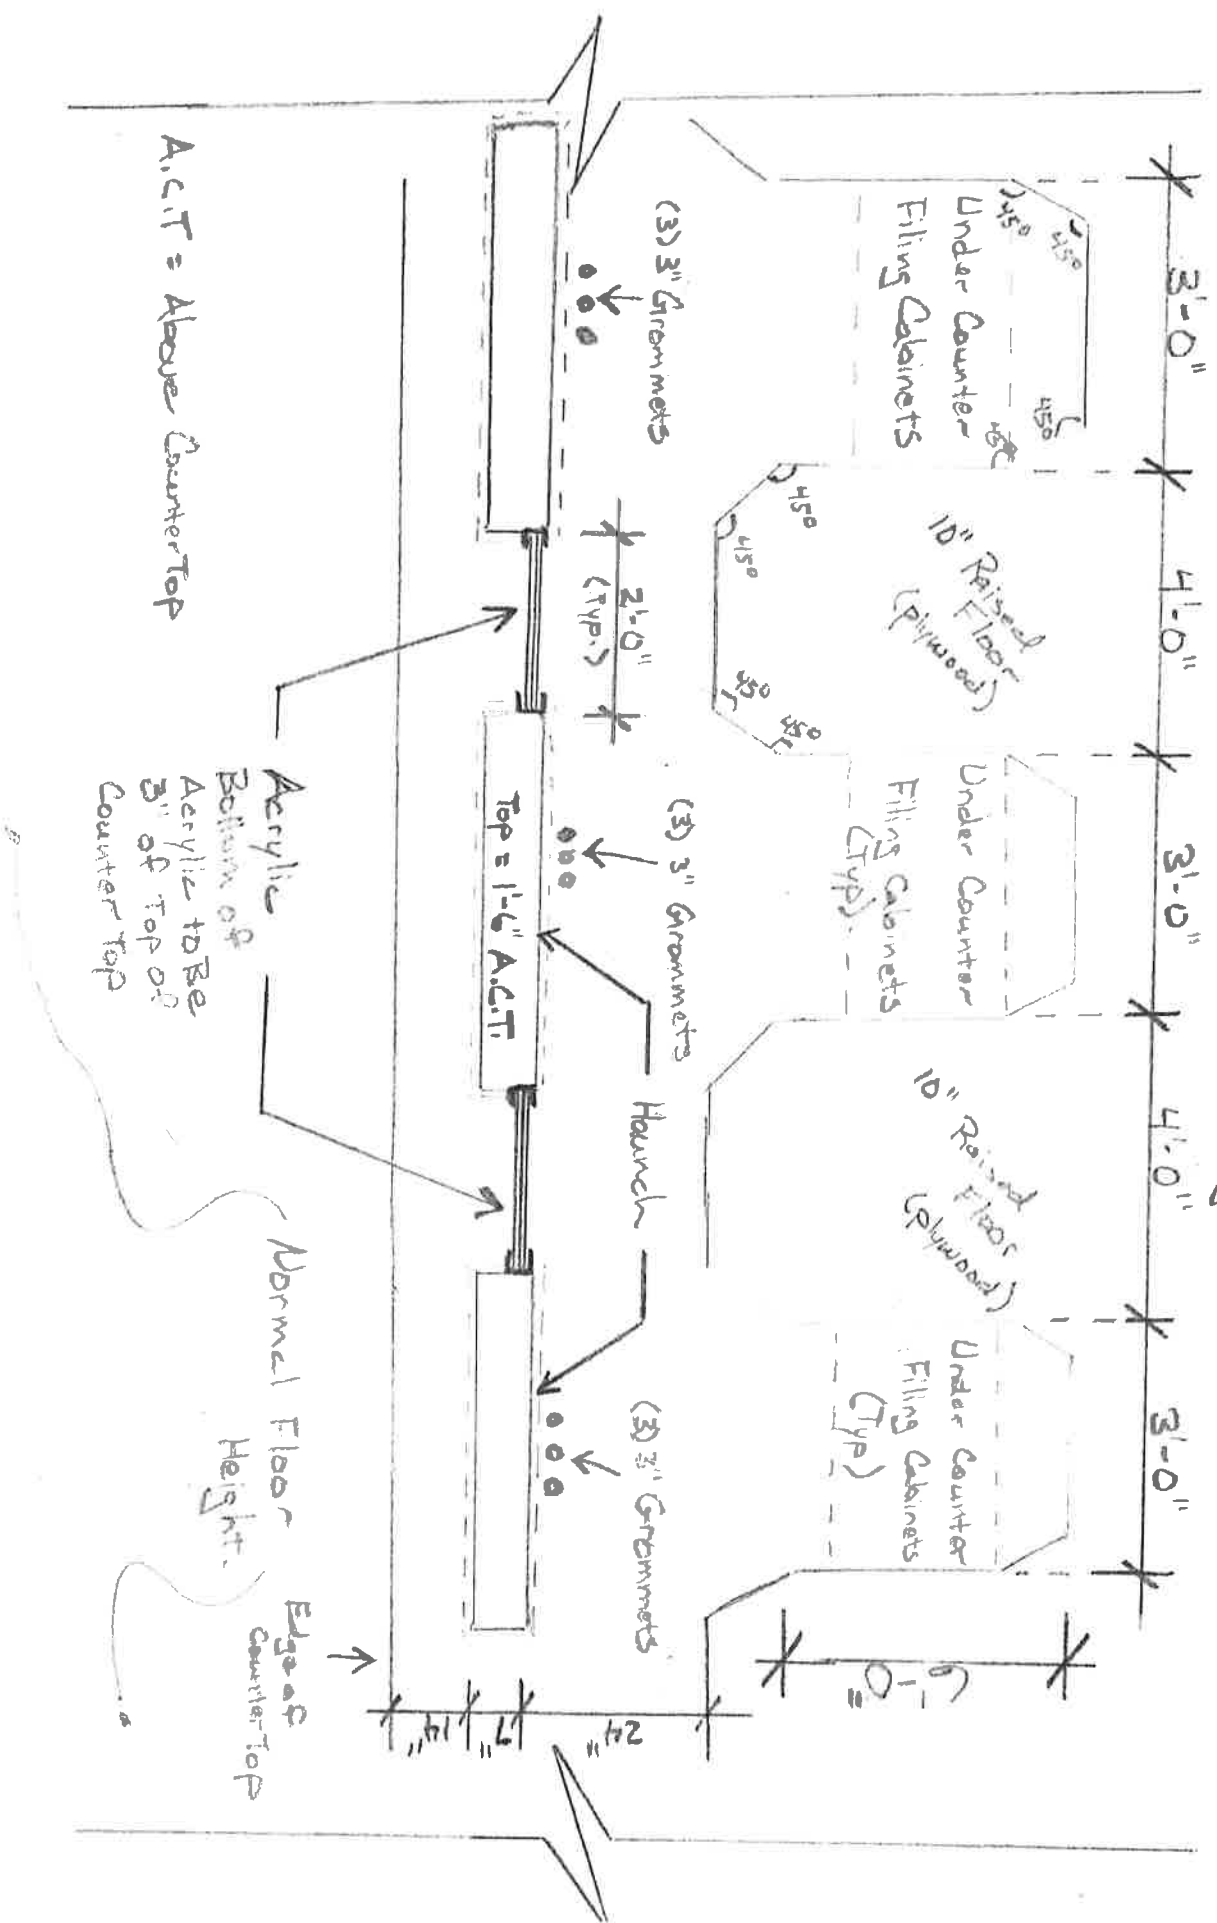 3'-0"
4'-0"
3'-0"
4'-0"
3'-0"
45°
45°
45°
45°
Under Counter
Filing Cabinets
10" Raised
Floor
(plywood)
45°
45°
45°
45°
Under Counter
Filing Cabinets
(Typ).
10" Raised
Floor
(plywood)
Under Counter
Filing Cabinets
(Typ)
6'-0"
(3) 3" Grommets
2'-0"
(Typ.)
(3) 3" Grommets
Haunch
(3) 3" Grommets
Top = 1'-6" A.C.T.
24"
7"
14"
A.C.T = Above CounterTop
Acrylic
Bottom of
Acrylic to Be
3" of Top of
Counter Top
Normal Floor
Height.
Edge of
CounterTop